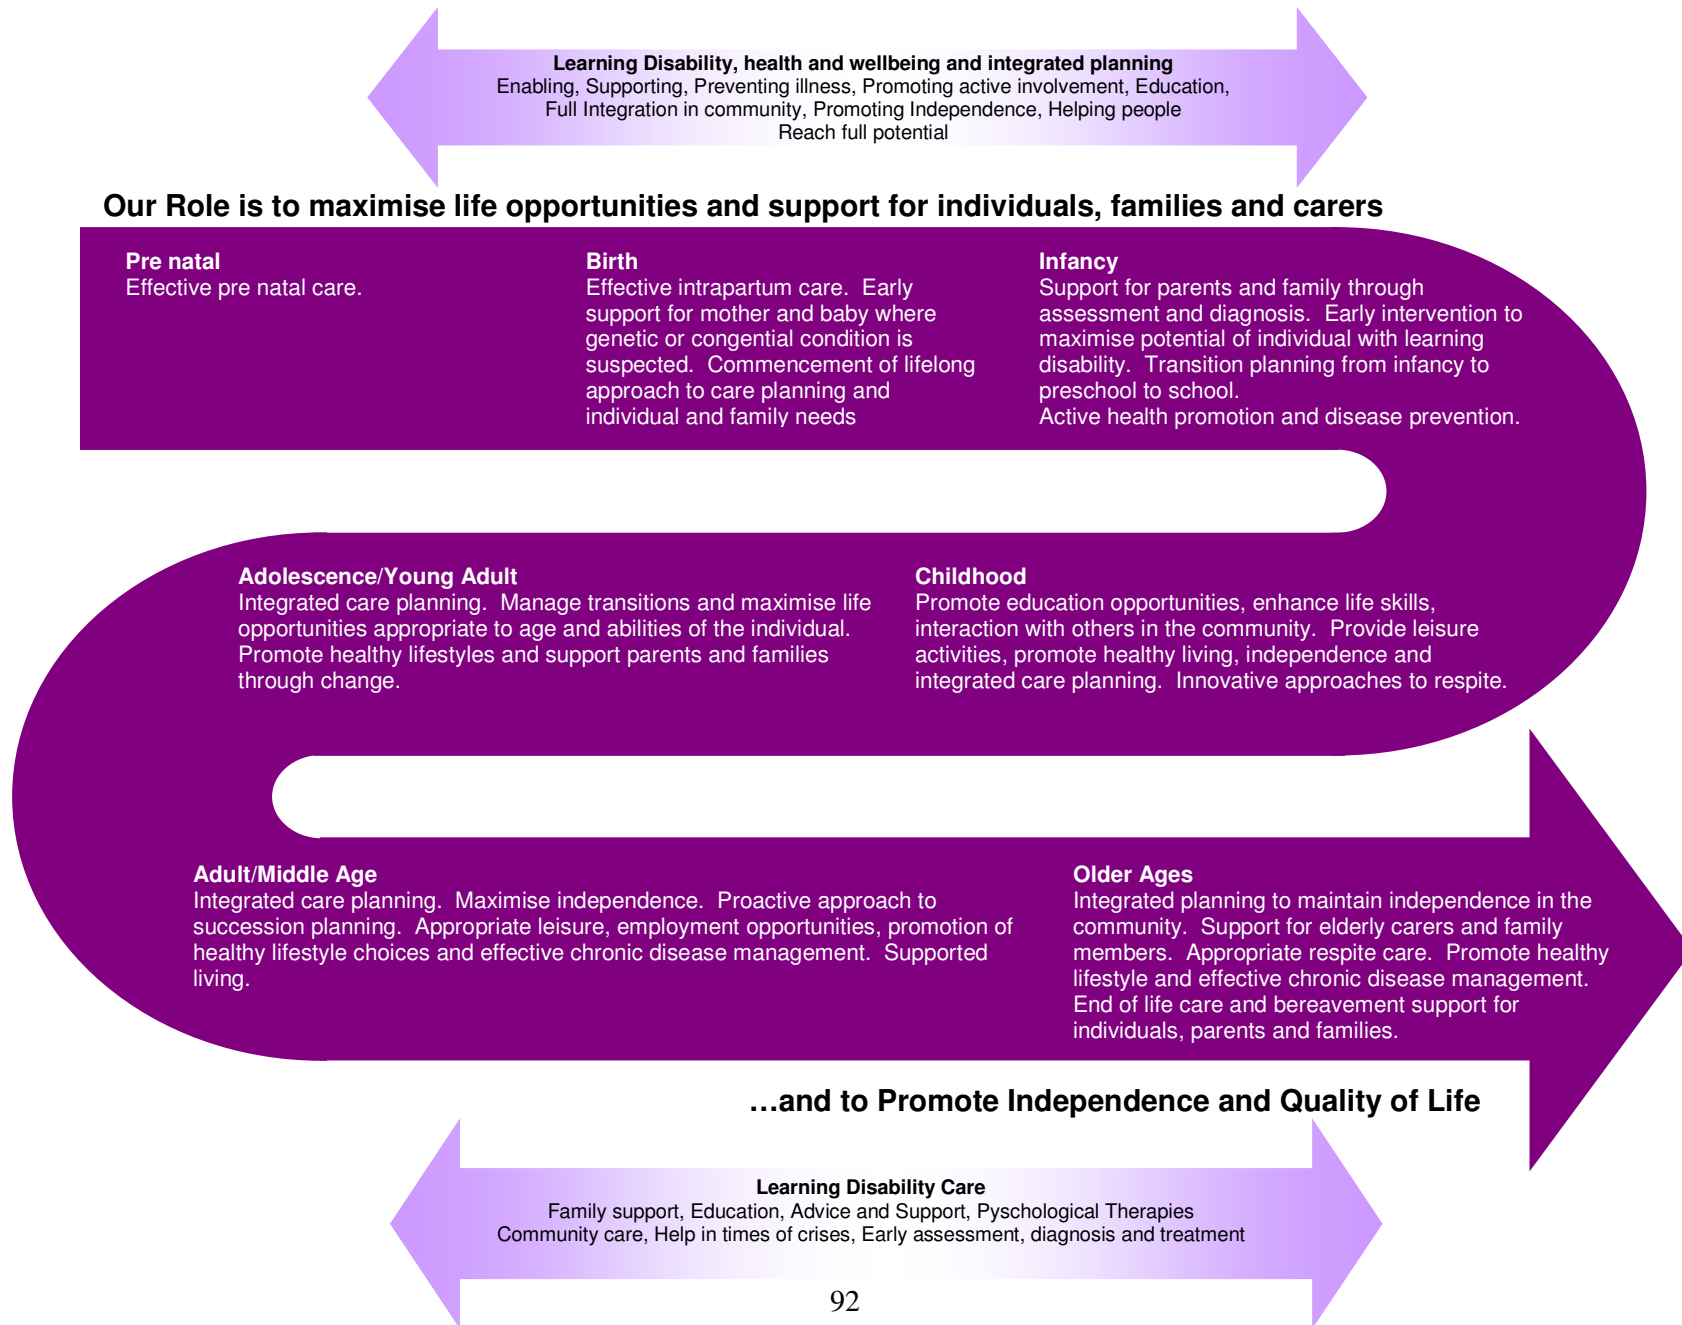 Learning Disability, health and wellbeing and integrated planning
Enabling, Supporting, Preventing illness, Promoting active involvement, Education,
Full Integration in community, Promoting Independence, Helping people
Reach full potential
Our Role is to maximise life opportunities and support for individuals, families and carers
Pre natal
Effective pre natal care.
Birth
Effective intrapartum care.  Early
support for mother and baby where
genetic or congential condition is
suspected.  Commencement of lifelong
approach to care planning and
individual and family needs
Infancy
Support for parents and family through
assessment and diagnosis.  Early intervention to
maximise potential of individual with learning
disability.  Transition planning from infancy to
preschool to school.
Active health promotion and disease prevention.
Childhood
Promote education opportunities, enhance life skills,
interaction with others in the community.  Provide leisure
activities, promote healthy living, independence and
integrated care planning.  Innovative approaches to respite.
Adolescence/Young Adult
Integrated care planning.  Manage transitions and maximise life
opportunities appropriate to age and abilities of the individual.
Promote healthy lifestyles and support parents and families
through change.
Adult/Middle Age
Integrated care planning.  Maximise independence.  Proactive approach to
succession planning.  Appropriate leisure, employment opportunities, promotion of
healthy lifestyle choices and effective chronic disease management.  Supported
living.
Older Ages
Integrated planning to maintain independence in the
community.  Support for elderly carers and family
members.  Appropriate respite care.  Promote healthy
lifestyle and effective chronic disease management.
End of life care and bereavement support for
individuals, parents and families.
…and to Promote Independence and Quality of Life
Learning Disability Care
Family support, Education, Advice and Support, Pyschological Therapies
Community care, Help in times of crises, Early assessment, diagnosis and treatment
92